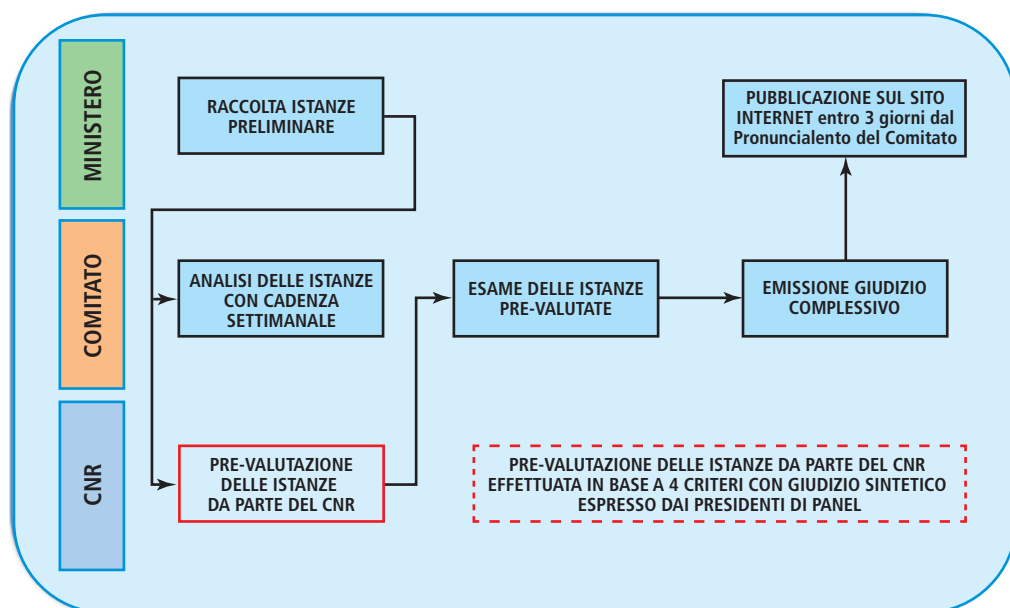 MINISTERO
RACCOLTA ISTANZE
PRELIMINARE
PUBBLICAZIONE SUL SITO
INTERNET entro 3 giorni dal
Pronuncialento del Comitato
COMITATO
ANALISI DELLE ISTANZE
CON CADENZA
SETTIMANALE
ESAME DELLE ISTANZE
PRE-VALUTATE
EMISSIONE GIUDIZIO
COMPLESSIVO
CNR
PRE-VALUTAZIONE
DELLE ISTANZE
DA PARTE DEL CNR
PRE-VALUTAZIONE DELLE ISTANZE DA PARTE DEL CNR
EFFETTUATA IN BASE A 4 CRITERI CON GIUDIZIO SINTETICO
ESPRESSO DAI PRESIDENTI DI PANEL